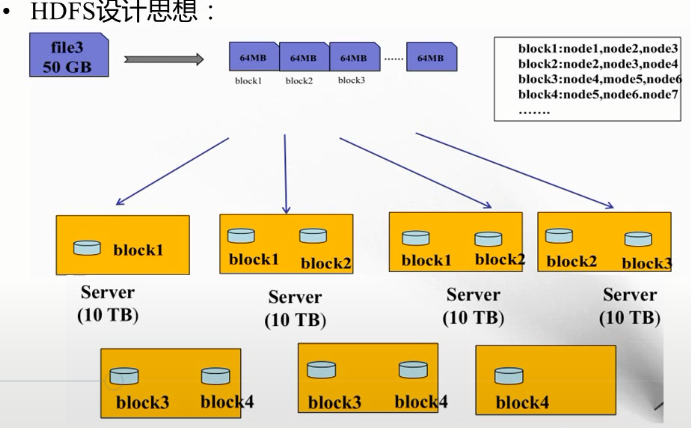 • HDFS设计思想：
file3
50 GB
64MB 64MB 64MB ...... 64MB
block1 block2 block3
block1:node1,node2,node3
block2:node2,node3,node4
block3:node4,mode5,node6
block4:node5,node6.node7
.......
block1
block1 block2
block1 block2
block2 block3
Server
(10 TB)
Server
(10 TB)
Server
(10 TB)
Server
(10 TB)
block3 block4
block3 block4
block4